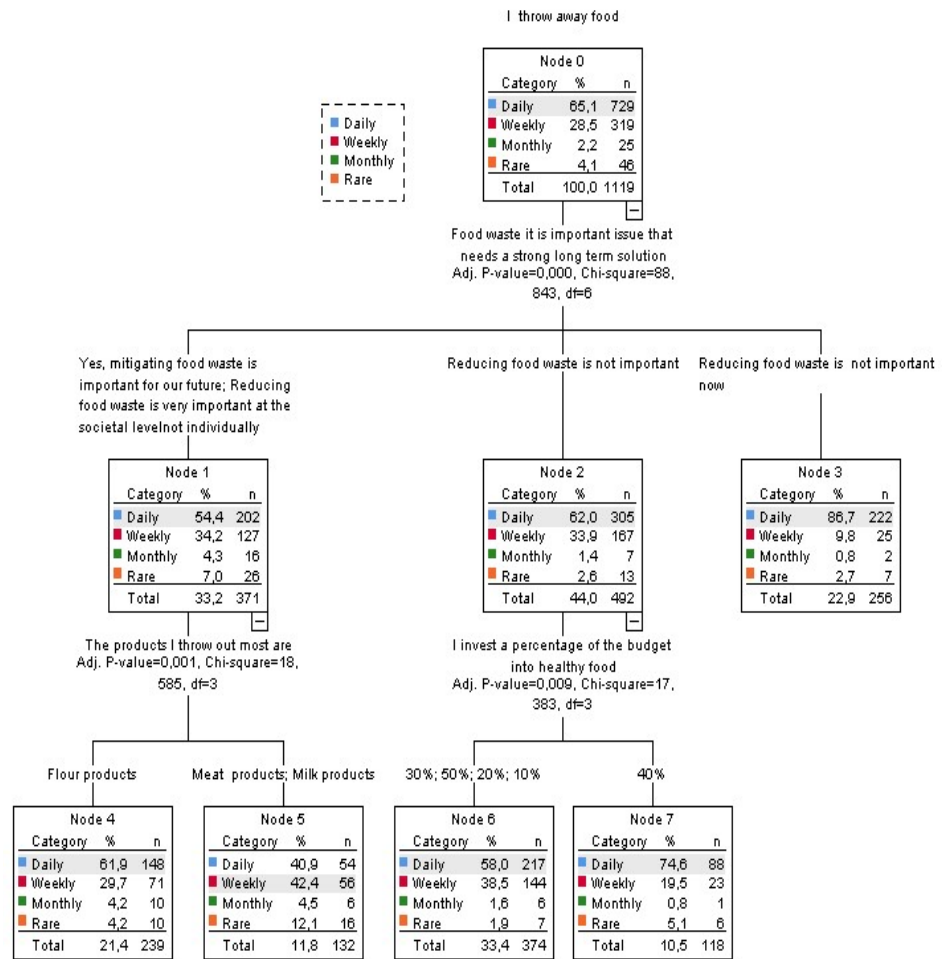 I throw away food
Node 0
Category % n
Daily 65,1 729
Weekly 28,5 319
Monthly 2,2 25
Rare 4,1 46
Total 100,0 1119
Daily
Weekly
Monthly
Rare
Food waste it is important issue that
needs a strong long term solution
Adj. P-value=0,000, Chi-square=88,
843, df=6
Yes, mitigating food waste is
important for our future; Reducing
food waste is very important at the
societal levelnot individually
Reducing food waste is not important
Reducing food waste is not important
now
Node 1
Category % n
Daily 54,4 202
Weekly 34,2 127
Monthly 4,3 16
Rare 7,0 26
Total 33,2 371
Node 2
Category % n
Daily 62,0 305
Weekly 33,9 167
Monthly 1,4 7
Rare 2,6 13
Total 44,0 492
Node 3
Category % n
Daily 86,7 222
Weekly 9,8 25
Monthly 0,8 2
Rare 2,7 7
Total 22,9 256
The products I throw out most are
Adj. P-value=0,001, Chi-square=18,
585, df=3
I invest a percentage of the budget
into healthy food
Adj. P-value=0,009, Chi-square=17,
383, df=3
Flour products
Meat products; Milk products
30%; 50%; 20%; 10%
40%
Node 4
Category % n
Daily 61,9 148
Weekly 29,7 71
Monthly 4,2 10
Rare 4,2 10
Total 21,4 239
Node 5
Category % n
Daily 40,9 54
Weekly 42,4 56
Monthly 4,5 6
Rare 12,1 16
Total 11,8 132
Node 6
Category % n
Daily 58,0 217
Weekly 38,5 144
Monthly 1,6 6
Rare 1,9 7
Total 33,4 374
Node 7
Category % n
Daily 74,6 88
Weekly 19,5 23
Monthly 0,8 1
Rare 5,1 6
Total 10,5 118